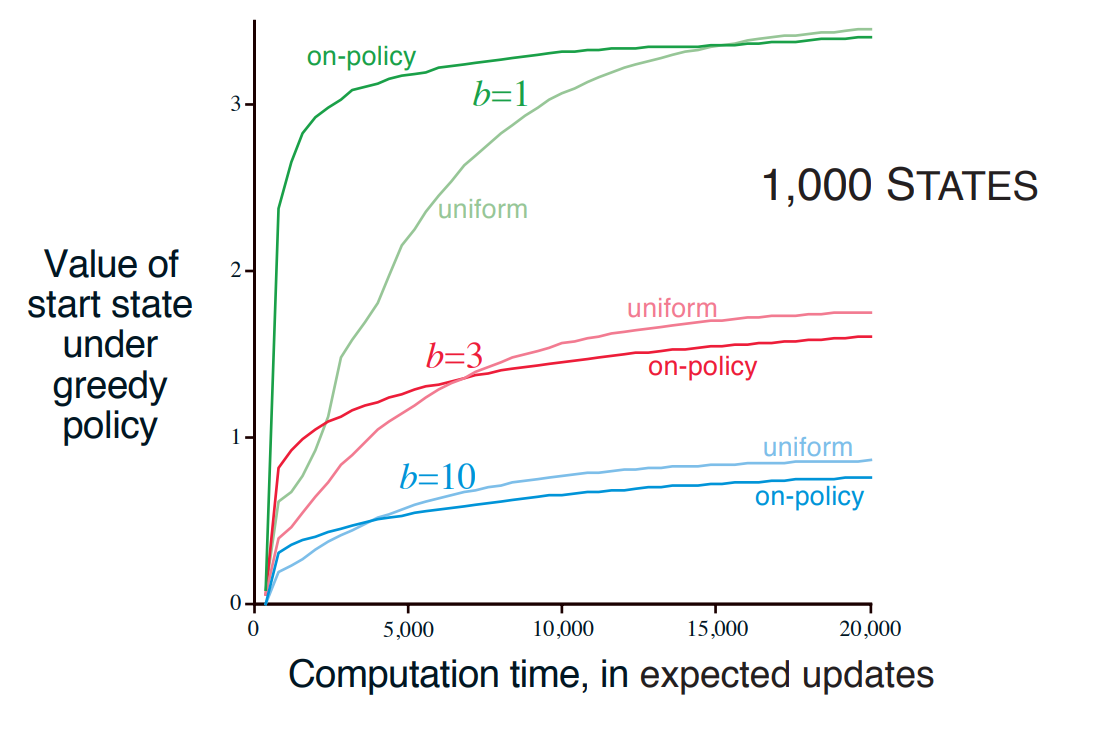 on-policy
b=1
3
1,000 STATES
uniform
Value of
start state
under
greedy
policy
2
uniform
b=3
on-policy
1
uniform
b=10
on-policy
0
0 5,000 10,000 15,000 20,000
Computation time, in expected updates